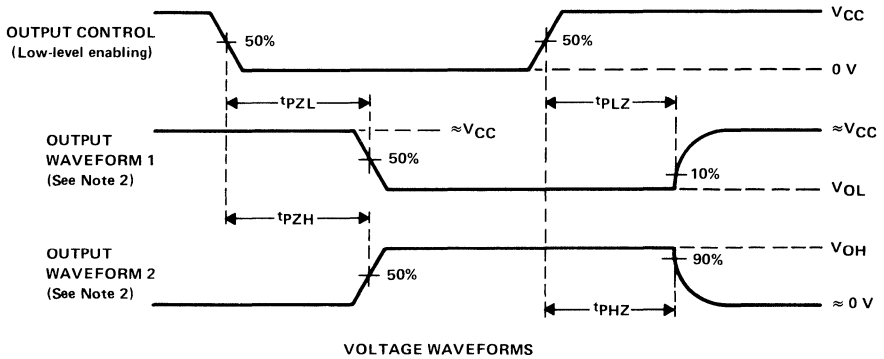 OUTPUT CONTROL
(Low-level enabling)
50%
50%
VCC
0 V
tPZL
tPLZ
OUTPUT
WAVEFORM 1
(See Note 2)
≈VCC
50%
≈VCC
10%
VOL
tPZH
OUTPUT
WAVEFORM 2
(See Note 2)
50%
VOH
90%
≈ 0 V
tPHZ
VOLTAGE WAVEFORMS